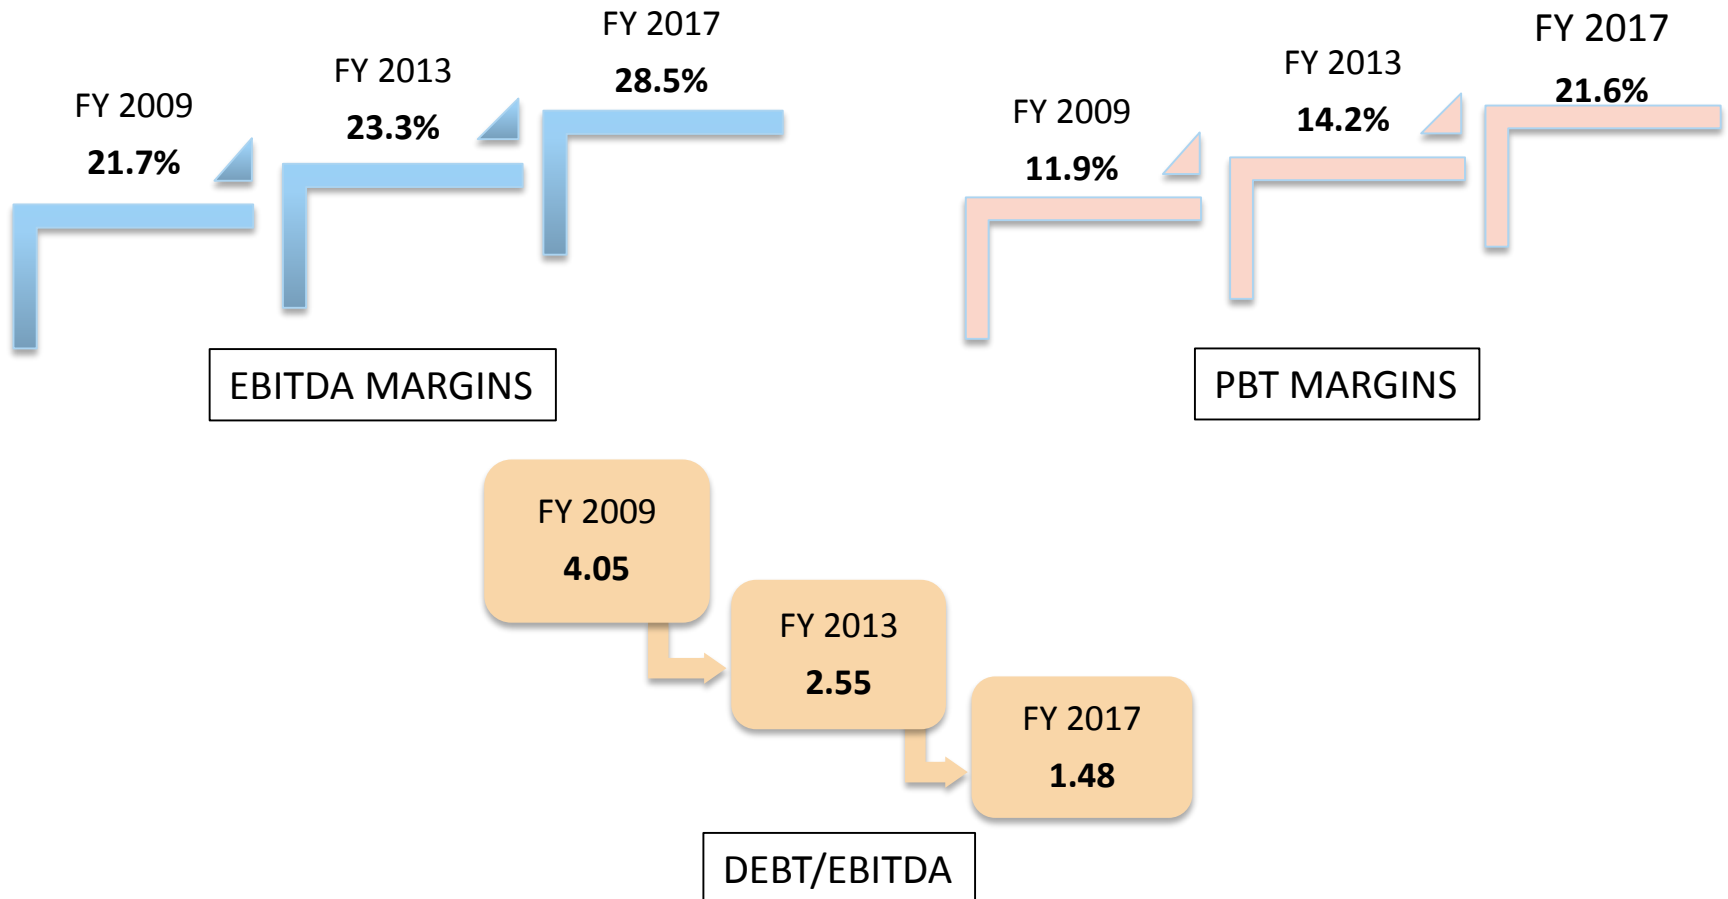 FY 2009
21.7%
FY 2013
23.3%
FY 2017
28.5%
EBITDA MARGINS
FY 2009
11.9%
FY 2013
14.2%
FY 2017
21.6%
PBT MARGINS
FY 2009
4.05
FY 2013
2.55
FY 2017
1.48
DEBT/EBITDA